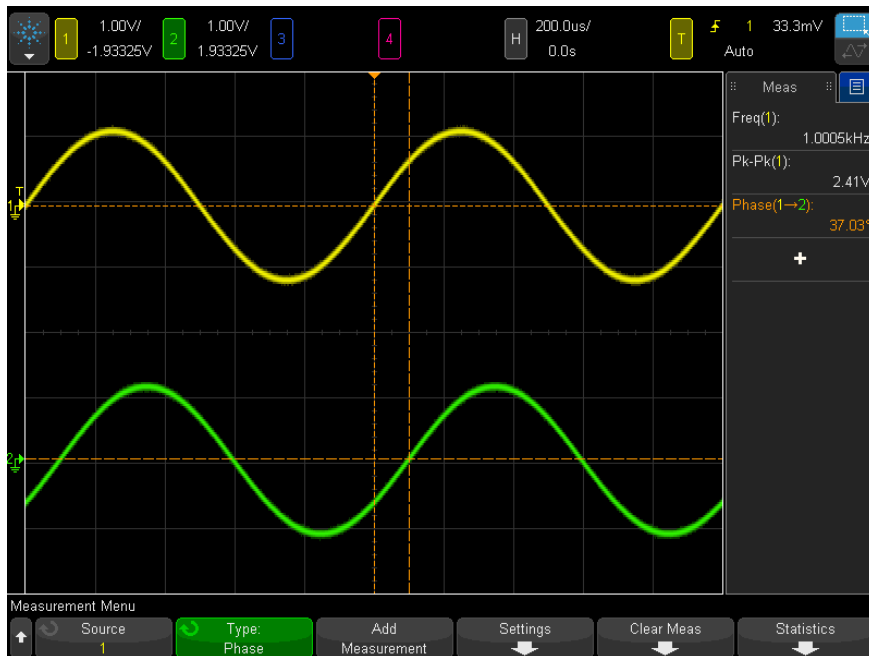 1 1.00V/ 2 1.00V/ 3 4 H 200.0us/ T 1 33.3mV
-1.93325V 1.93325V 0.0s Auto
Meas
Freq(1):
1.0005kHz
Pk-Pk(1):
2.41V
Phase(1→2):
37.03°
+
T
1
2
Measurement Menu
Source Type: Add Settings Clear Meas Statistics
1 Phase Measurement